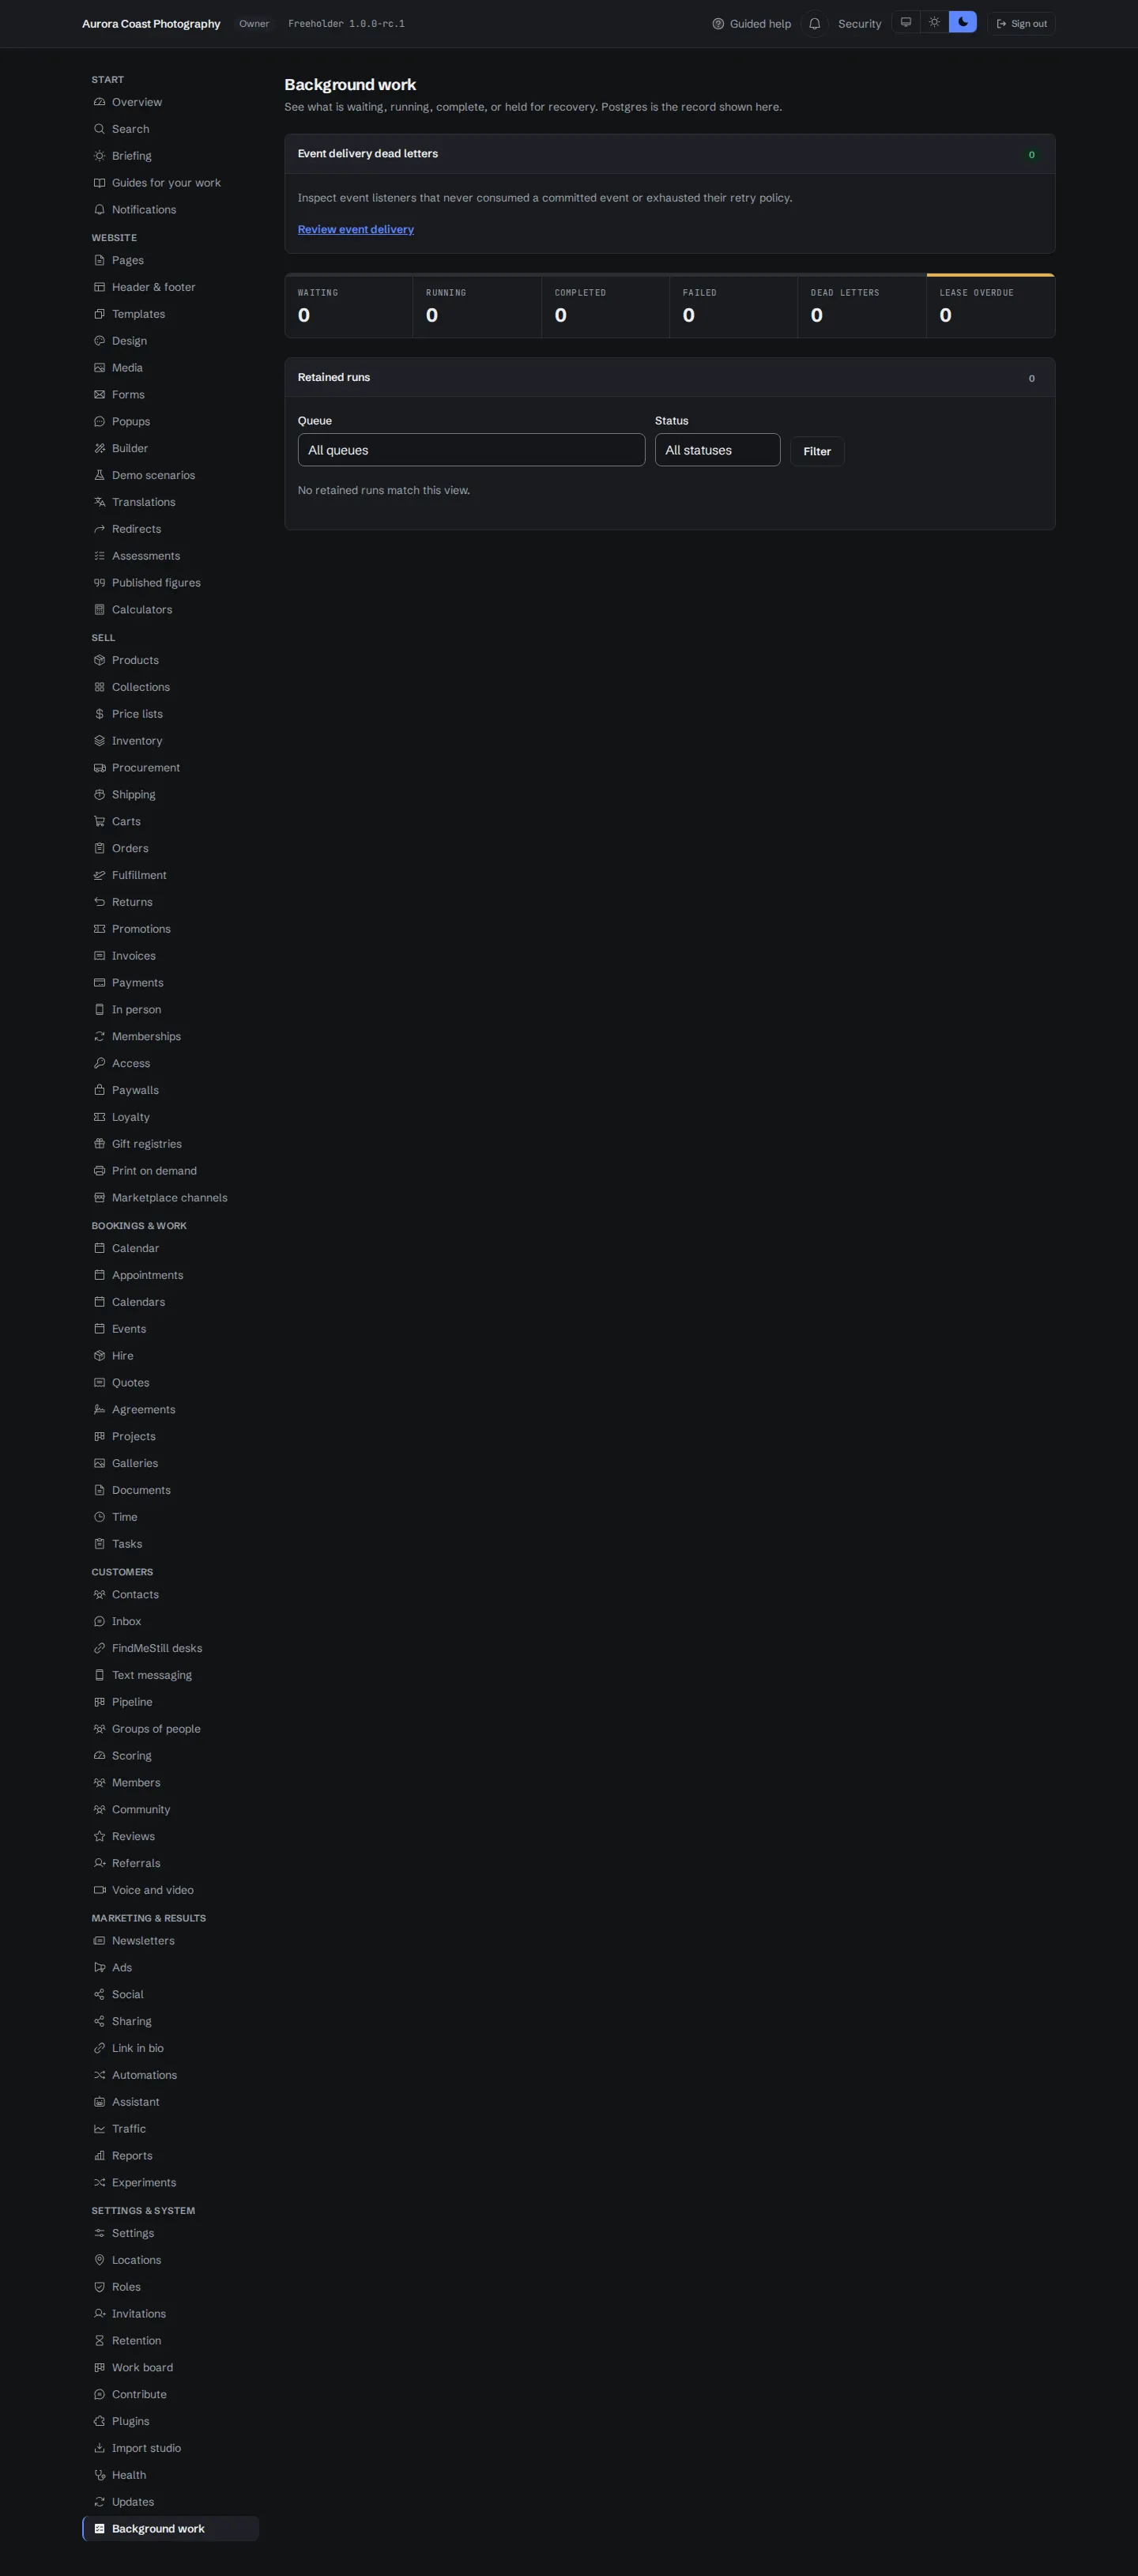 Aurora Coast Photography Owner Freeholder 1.0.0-rc.1 Guided help Security Sign out
START
Overview
Search
Briefing
Guides for your work
Notifications
WEBSITE
Pages
Header & footer
Templates
Design
Media
Forms
Popups
Builder
Demo scenarios
Translations
Redirects
Assessments
Published figures
Calculators
SELL
Products
Collections
Price lists
Inventory
Procurement
Shipping
Carts
Orders
Fulfillment
Returns
Promotions
Invoices
Payments
In person
Memberships
Access
Paywalls
Loyalty
Gift registries
Print on demand
Marketplace channels
BOOKINGS & WORK
Calendar
Appointments
Calendars
Events
Hire
Quotes
Agreements
Projects
Galleries
Documents
Time
Tasks
CUSTOMERS
Contacts
Inbox
FindMeStill desks
Text messaging
Pipeline
Groups of people
Scoring
Members
Community
Reviews
Referrals
Voice and video
MARKETING & RESULTS
Newsletters
Ads
Social
Sharing
Link in bio
Automations
Assistant
Traffic
Reports
Experiments
SETTINGS & SYSTEM
Settings
Locations
Roles
Invitations
Retention
Work board
Contribute
Plugins
Import studio
Health
Updates
Background work
Background work
See what is waiting, running, complete, or held for recovery. Postgres is the record shown here.
Event delivery dead letters 0
Inspect event listeners that never consumed a committed event or exhausted their retry policy.
Review event delivery
WAITING RUNNING COMPLETED FAILED DEAD LETTERS LEASE OVERDUE
0 0 0 0 0 0
Retained runs 0
Queue Status
All queues All statuses Filter
No retained runs match this view.